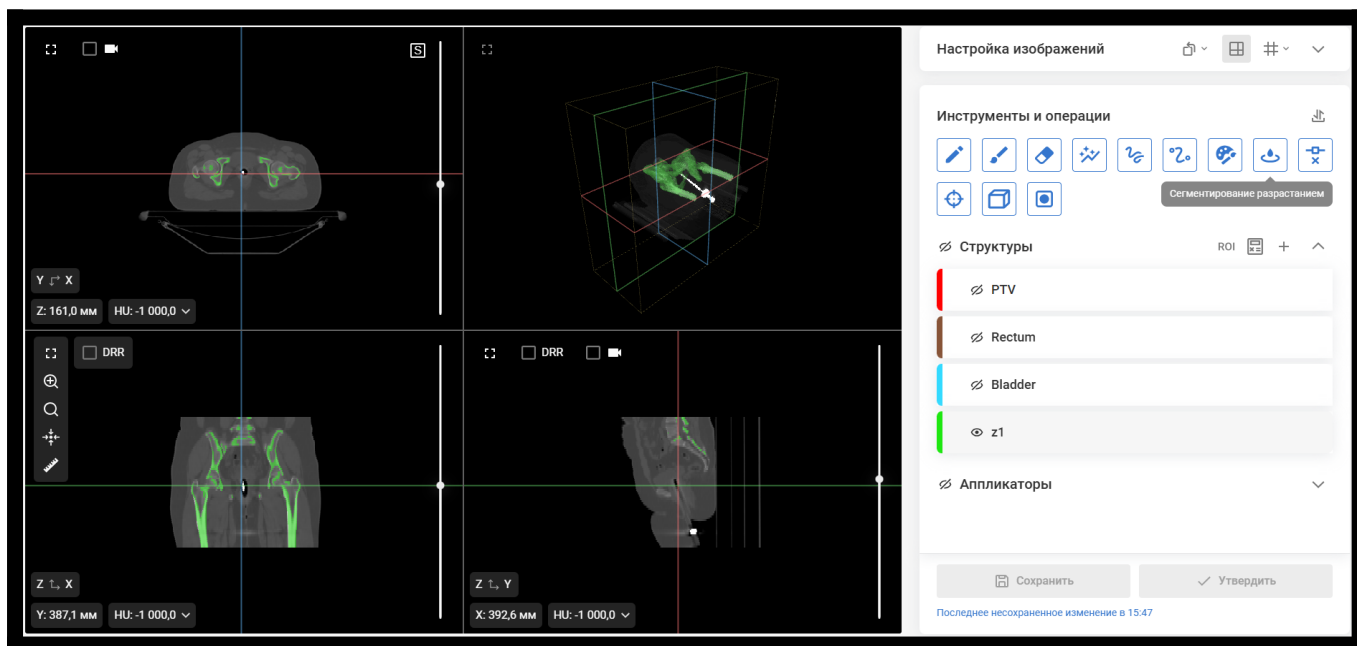 S
Y X
Z: 161,0 мм HU: -1 000,0
DRR
Z X
Y: 387,1 мм HU: -1 000,0
DRR
Z Y
X: 392,6 мм HU: -1 000,0
Настройка изображений
Инструменты и операции
Сегментирование разрастанием
Структуры ROI
PTV
Rectum
Bladder
z1
Аппликаторы
Сохранить Утвердить
Последнее несохраненное изменение в 15:47